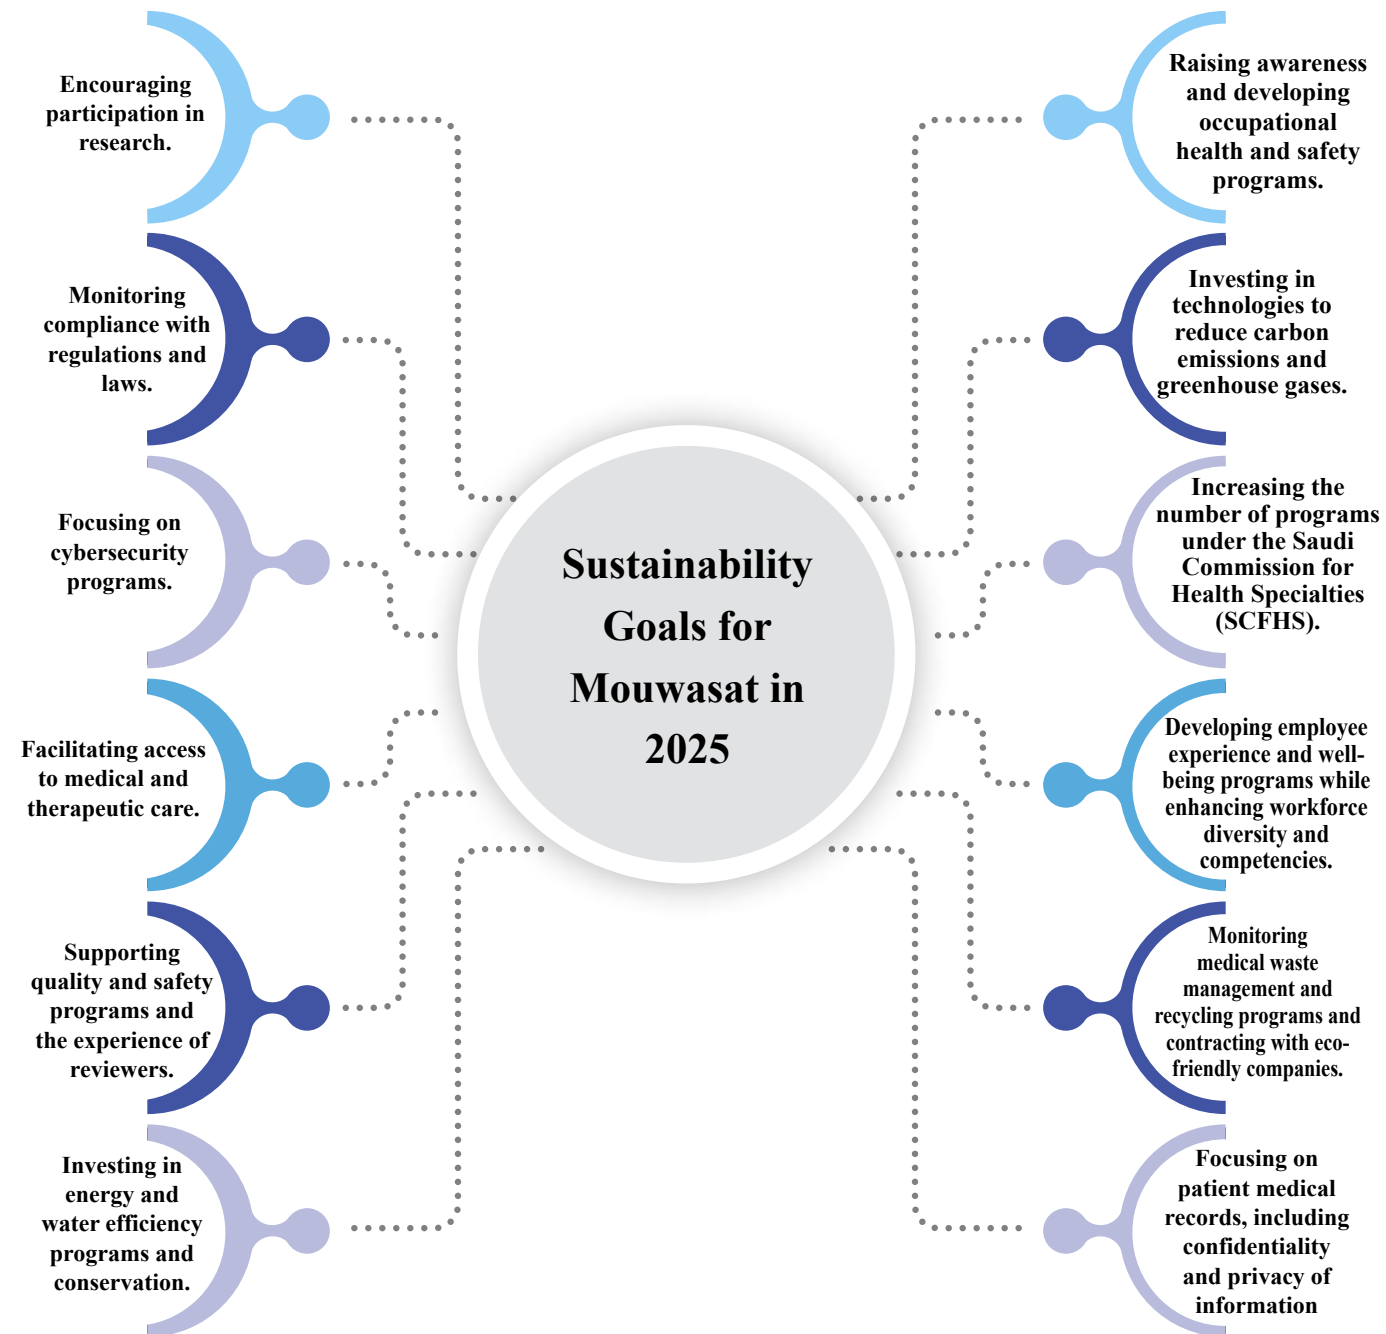 Encouraging
participation in
research.
Monitoring
compliance with
regulations and
laws.
Focusing on
cybersecurity
programs.
Facilitating access
to medical and
therapeutic care.
Supporting
quality and safety
programs and
the experience of
reviewers.
Investing in
energy and
water efficiency
programs and
conservation.
Sustainability
Goals for
Mouwasat in
2025
Raising awareness
and developing
occupational
health and safety
programs.
Investing in
technologies to
reduce carbon
emissions and
greenhouse gases.
Increasing the
number of programs
under the Saudi
Commission for
Health Specialties
(SCFHS).
Developing employee
experience and well-
being programs while
enhancing workforce
diversity and
competencies.
Monitoring
medical waste
management and
recycling programs and
contracting with eco-
friendly companies.
Focusing on
patient medical
records, including
confidentiality
and privacy of
information